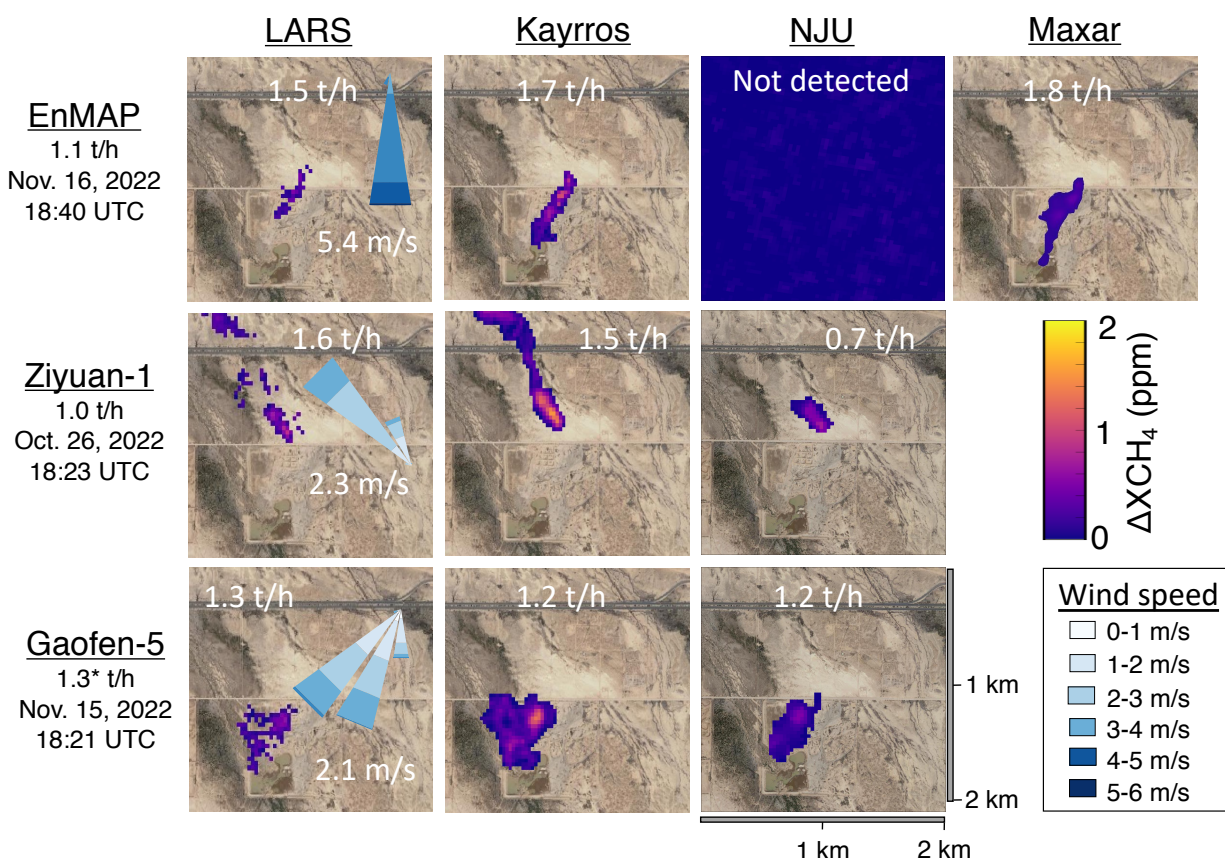 LARS Kayrros NJU Maxar
EnMAP
1.1 t/h
Nov. 16, 2022
18:40 UTC
1.5 t/h
5.4 m/s
1.7 t/h
Not detected
1.8 t/h
Ziyuan-1
1.0 t/h
Oct. 26, 2022
18:23 UTC
1.6 t/h
2.3 m/s
1.5 t/h
0.7 t/h
2
1
0
ΔXCH₄ (ppm)
Gaofen-5
1.3* t/h
Nov. 15, 2022
18:21 UTC
1.3 t/h
2.1 m/s
1.2 t/h
1.2 t/h
1 km
2 km
1 km
2 km
Wind speed
0-1 m/s
1-2 m/s
2-3 m/s
3-4 m/s
4-5 m/s
5-6 m/s